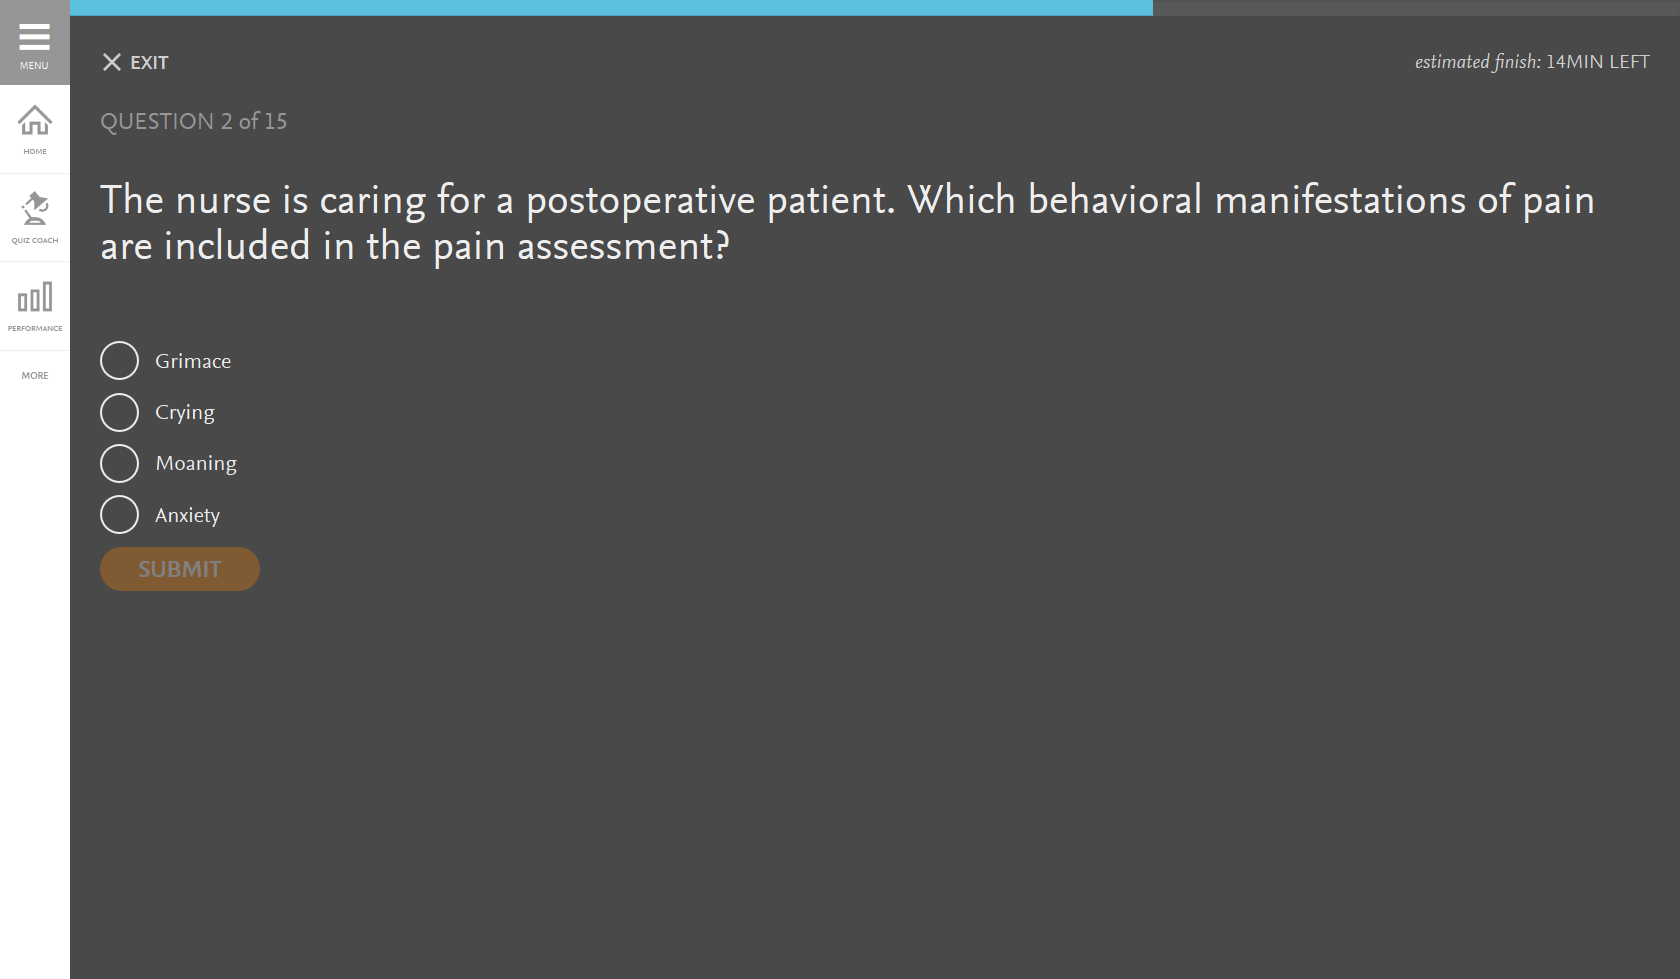 MENU
HOME
QUIZ COACH
PERFORMANCE
MORE
EXIT
estimated finish: 14MIN LEFT
QUESTION 2 of 15
The nurse is caring for a postoperative patient. Which behavioral manifestations of pain
are included in the pain assessment?
Grimace
Crying
Moaning
Anxiety
SUBMIT